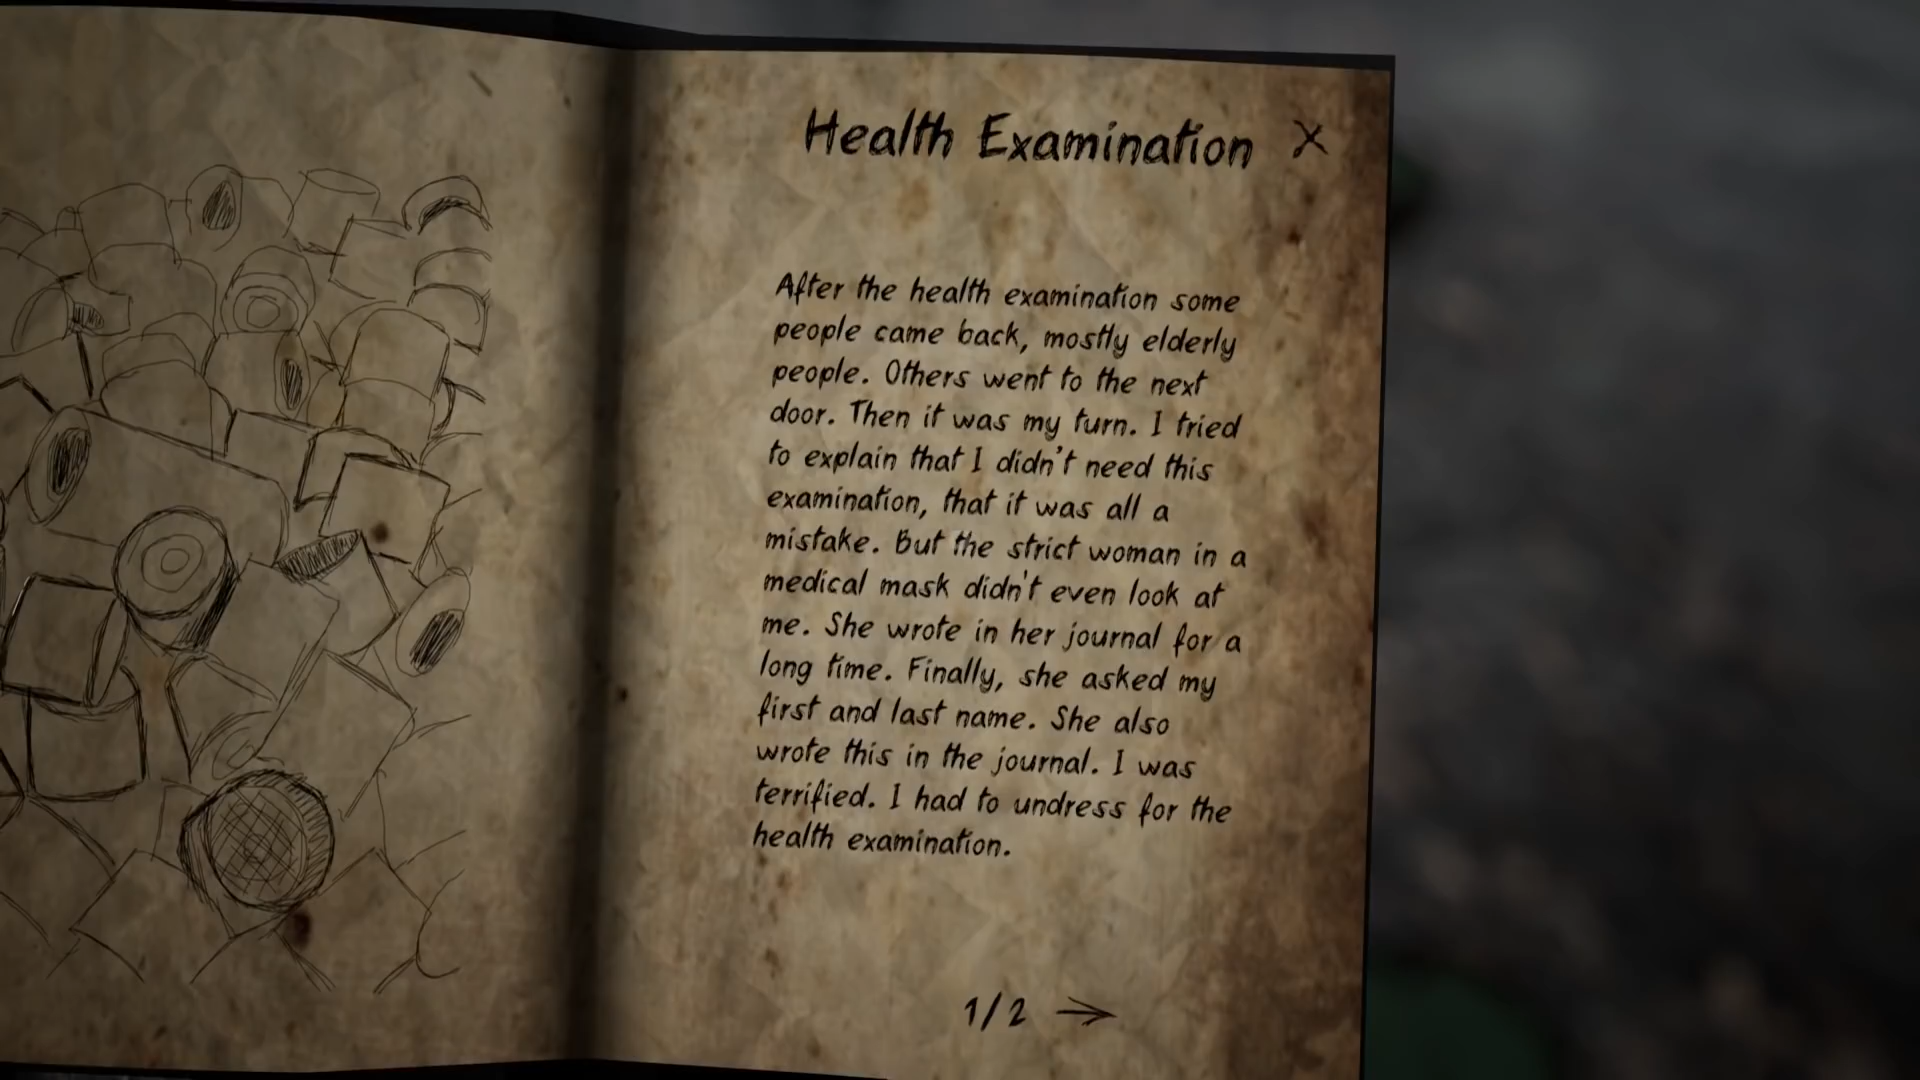 Health Examination X
After the health examination some
people came back, mostly elderly
people. Others went to the next
door. Then it was my turn. I tried
to explain that I didn't need this
examination, that it was all a
mistake. But the strict woman in a
medical mask didn't even look at
me. She wrote in her journal for a
long time. Finally, she asked my
first and last name. She also
wrote this in the journal. I was
terrified. I had to undress for the
health examination.
1/2 →